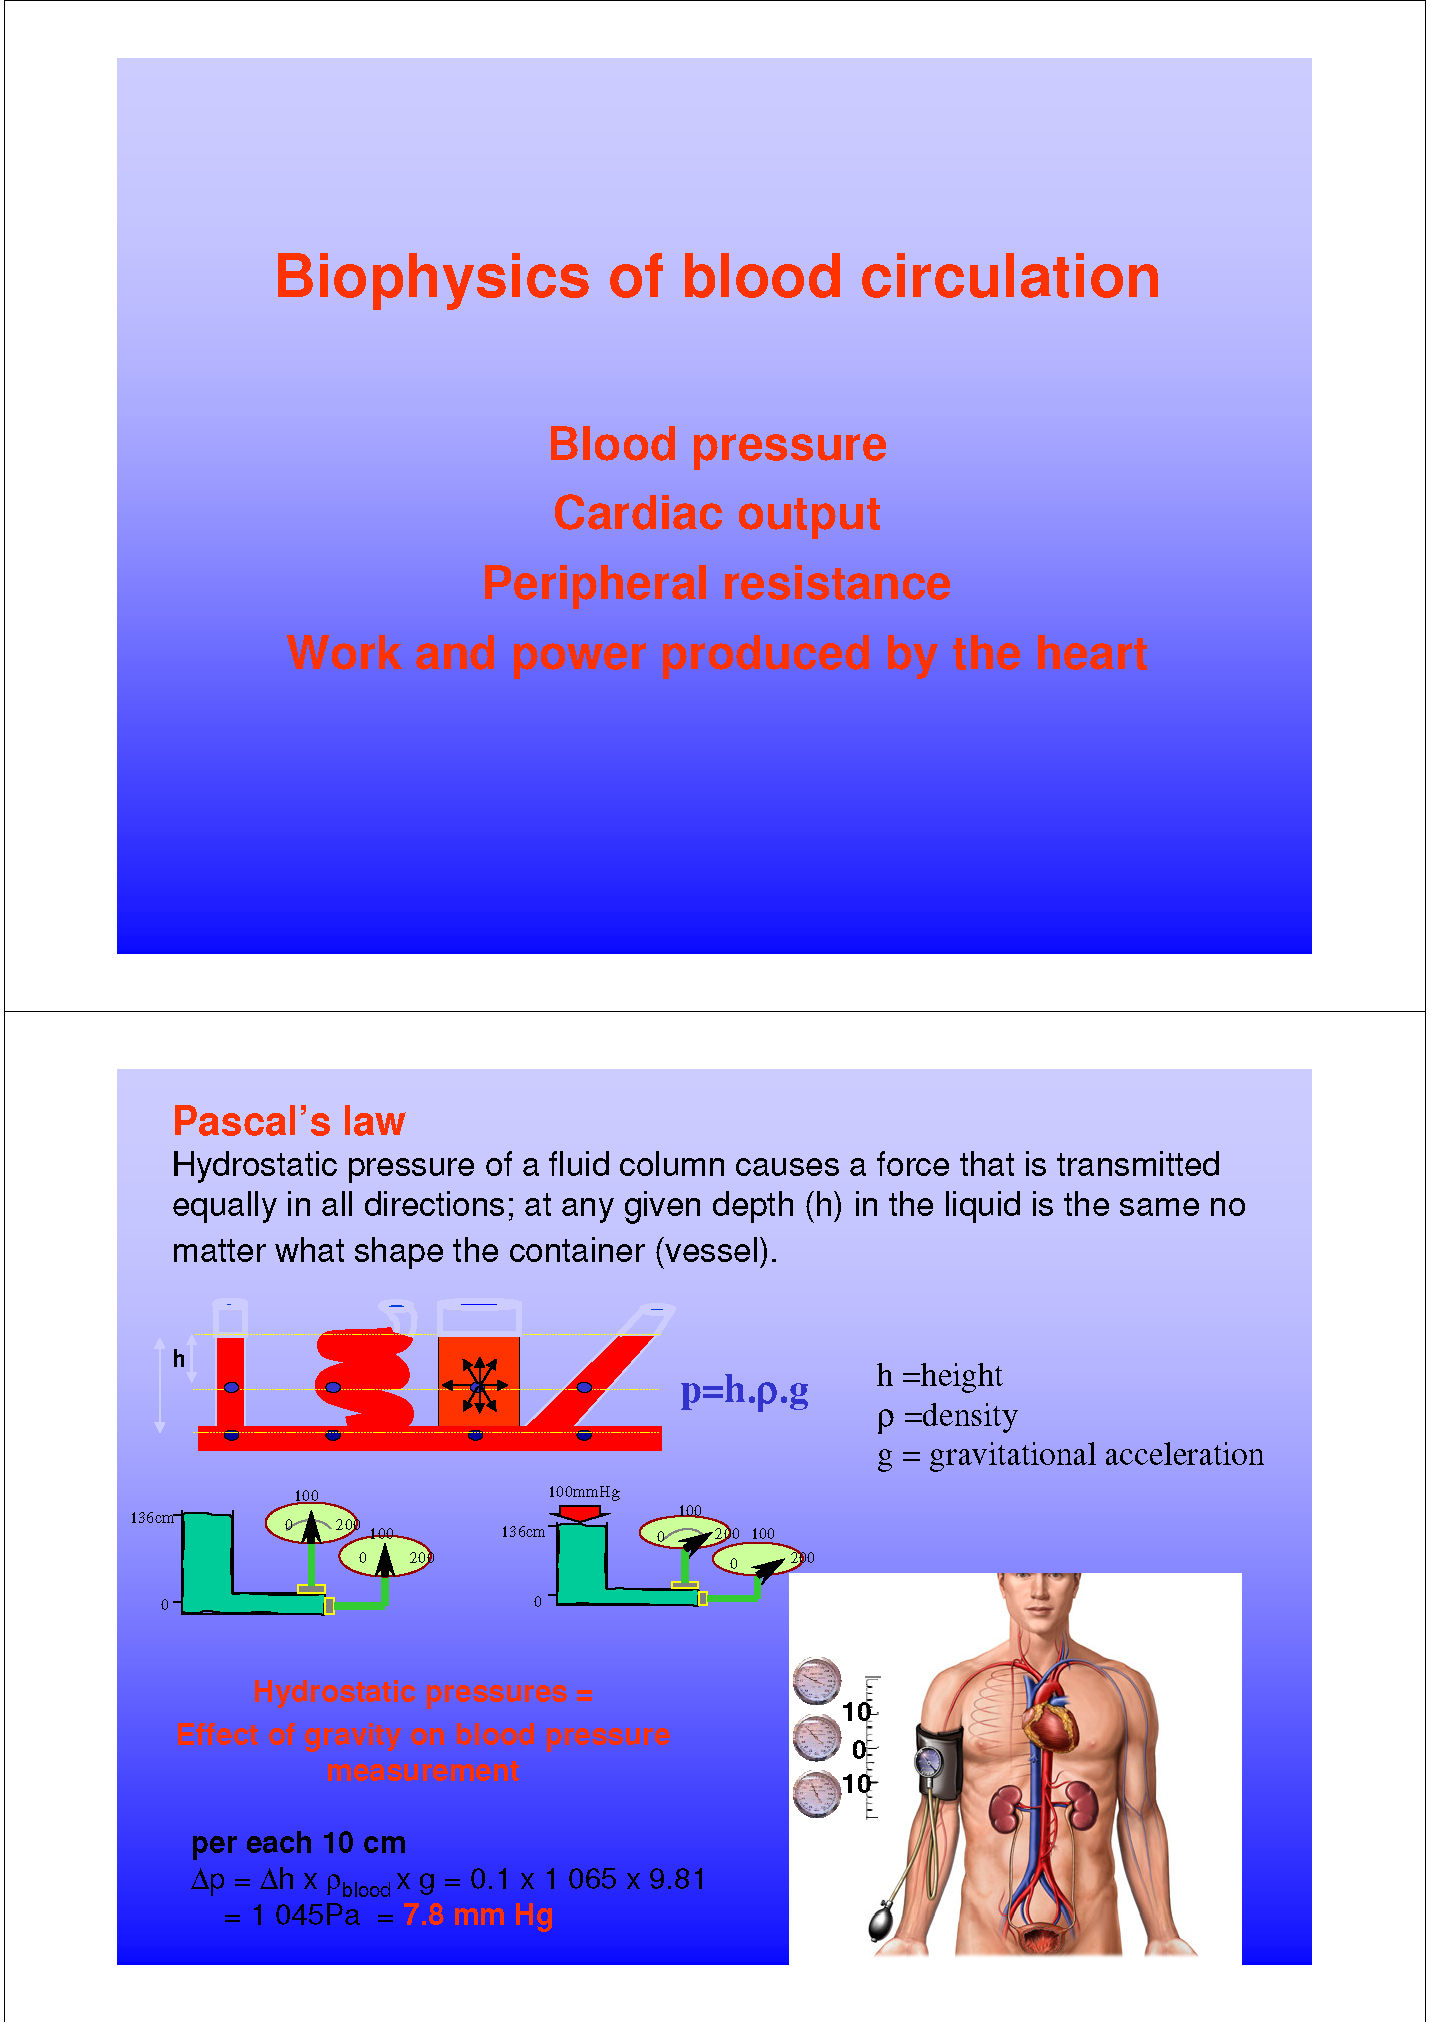 Biophysics of blood circulation
Blood pressure
Cardiac output
Peripheral resistance
Work and power produced by the heart
Pascal’s law
Hydrostatic pressure of a fluid column causes a force that is transmitted
equally in all directions; at any given depth (h) in the liquid is the same no
matter what shape the container (vessel).
h
p=h.ρ.g
h =height
ρ =density
g = gravitational acceleration
100
136cm
0
200
100
0
200
0
100mmHg
136cm
100
0
200
100
0
200
0
10
0
10
Hydrostatic pressures =
Effect of gravity on blood pressure
measurement
per each 10 cm
Δp = Δh x ρblood x g = 0.1 x 1 065 x 9.81
= 1 045Pa = 7.8 mm Hg